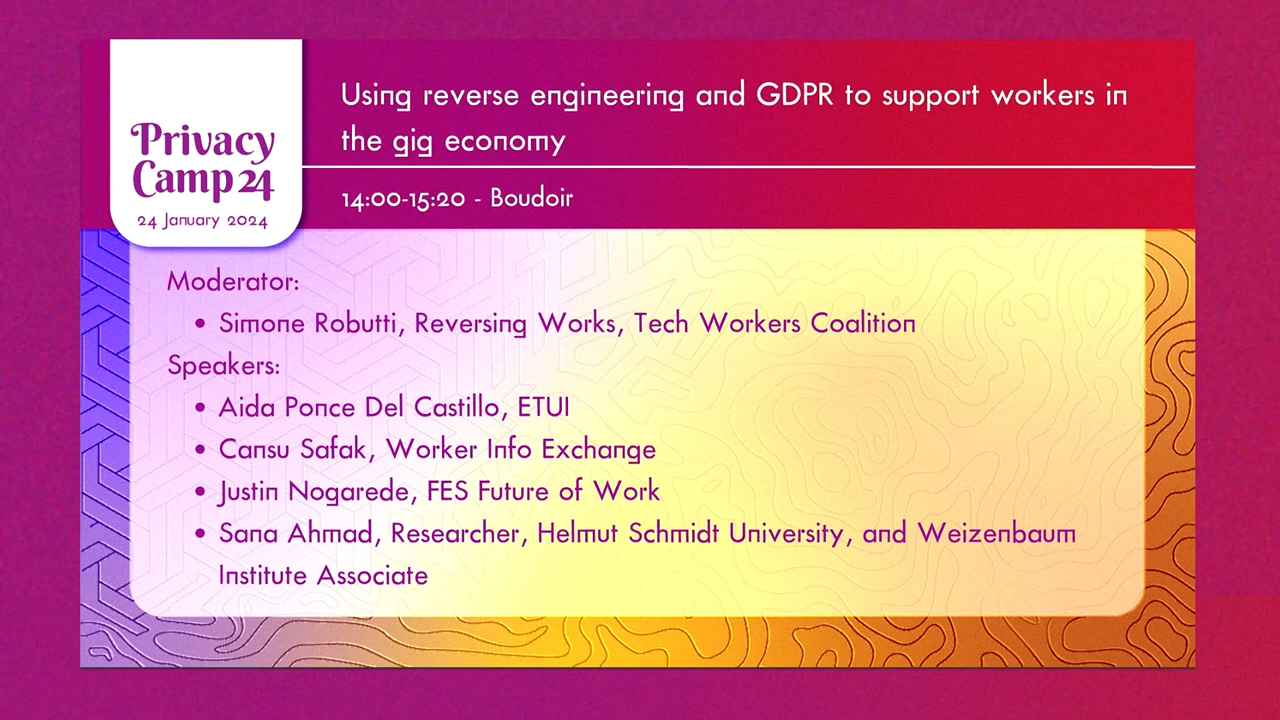 Privacy
Camp24
24 January 2024
Using reverse engineering and GDPR to support workers in
the gig economy
14:00-15:20 - Boudoir
Moderator:
• Simone Robutti, Reversing Works, Tech Workers Coalition
Speakers:
• Aida Ponce Del Castillo, ETUI
• Cansu Safak, Worker Info Exchange
• Justin Nogarede, FES Future of Work
• Sana Ahmad, Researcher, Helmut Schmidt University, and Weizenbaum
Institute Associate